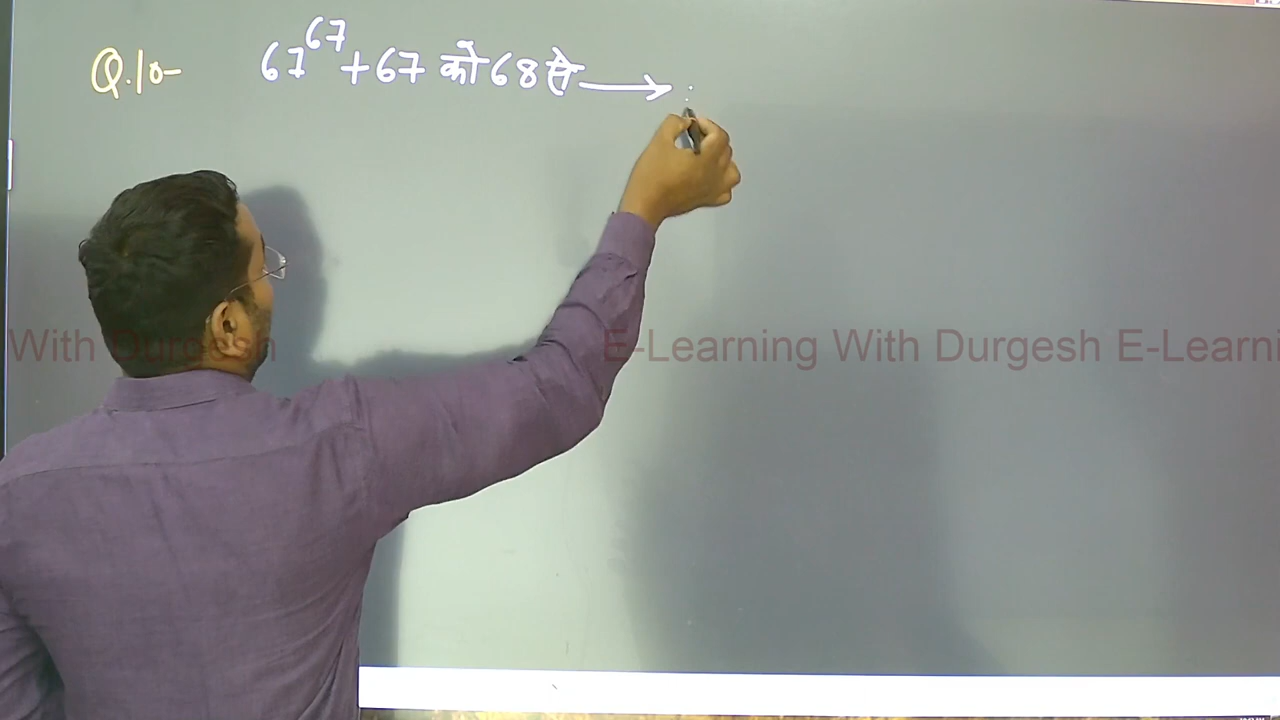 Q.10- 67^67 + 67 को 68 से ⟶
With Durgesh E-Learning With Durgesh E-Learni